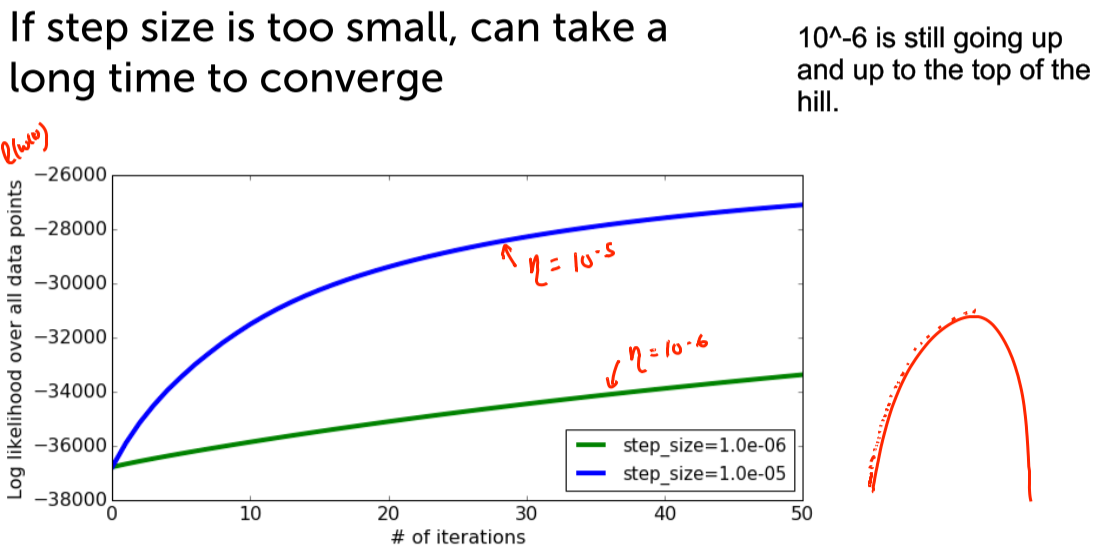 If step size is too small, can take a
long time to converge
10^-6 is still going up
and up to the top of the
hill.
ℓ(w⁽ᵗ⁾)
Log likelihood over all data points
−26000
−28000
−30000
−32000
−34000
−36000
−38000
η = 10⁻⁵
η = 10⁻⁶
step_size=1.0e-06
step_size=1.0e-05
0 10 20 30 40 50
# of iterations